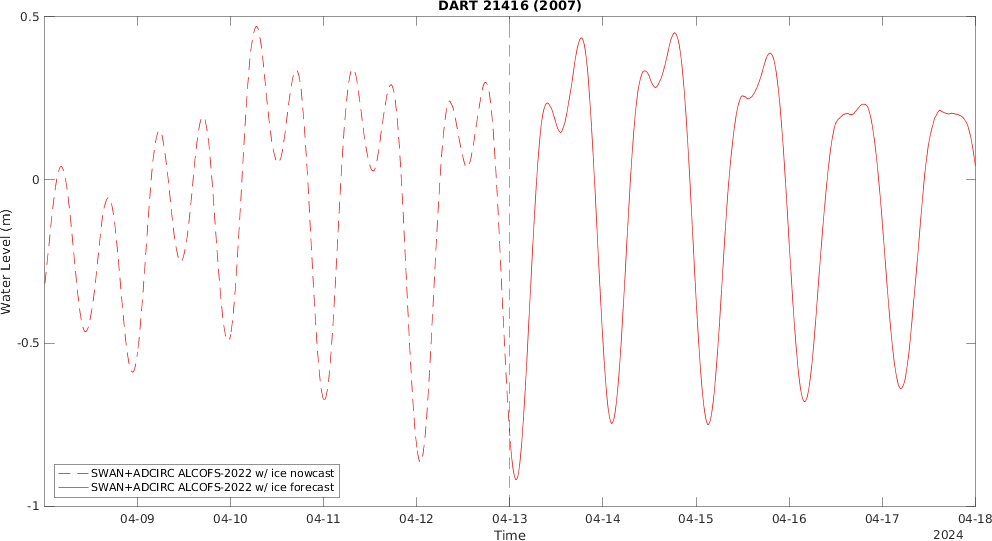 DART 21416 (2007)
0.5
0
-0.5
-1
Water Level (m)
SWAN+ADCIRC ALCOFS-2022 w/ ice nowcast
SWAN+ADCIRC ALCOFS-2022 w/ ice forecast
04-09 04-10 04-11 04-12 04-13 04-14 04-15 04-16 04-17 04-18
Time
2024